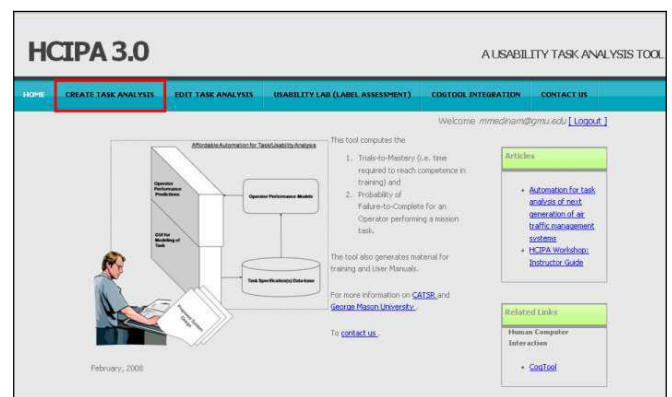 HCIPA 3.0
A USABILITY TASK ANALYSIS TOOL
HOME CREATE TASK ANALYSIS EDIT TASK ANALYSIS USABILITY LAB (LABEL ASSESSMENT) COGTOOL INTEGRATION CONTACT US
Welcome mmedinam@gmu.edu [ Logout ]
Affordable Automation for Task/Usability Analysis
Operator
Performance
Predictions
GUI for
Modeling of
Task
Operator Performance Models
Task Specification(s) Data-base
Proposed System
Design
February, 2008
This tool computes the
1. Trials-to-Mastery (i.e. time
required to reach
competence in
training) and
2. Probability of
Failure-to-Complete for an
Operator performing a mission
task.
The tool also generates material for
training and User Manuals.
For more information on CATSR and
George Mason University .
To contact us .
Articles
• Automation for task
analysis of next
generation of air
traffic management
systems
• HCIPA Workshop:
Instructor Guide
Related Links
Human Computer
Interaction
• CogTool